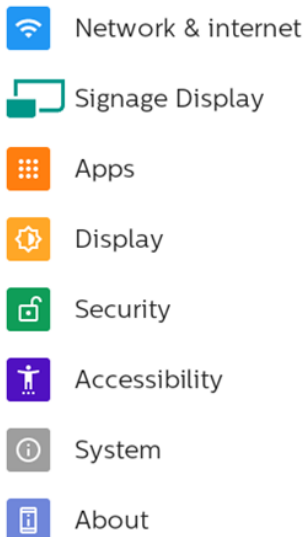 Network & internet
Signage Display
Apps
Display
Security
Accessibility
System
About